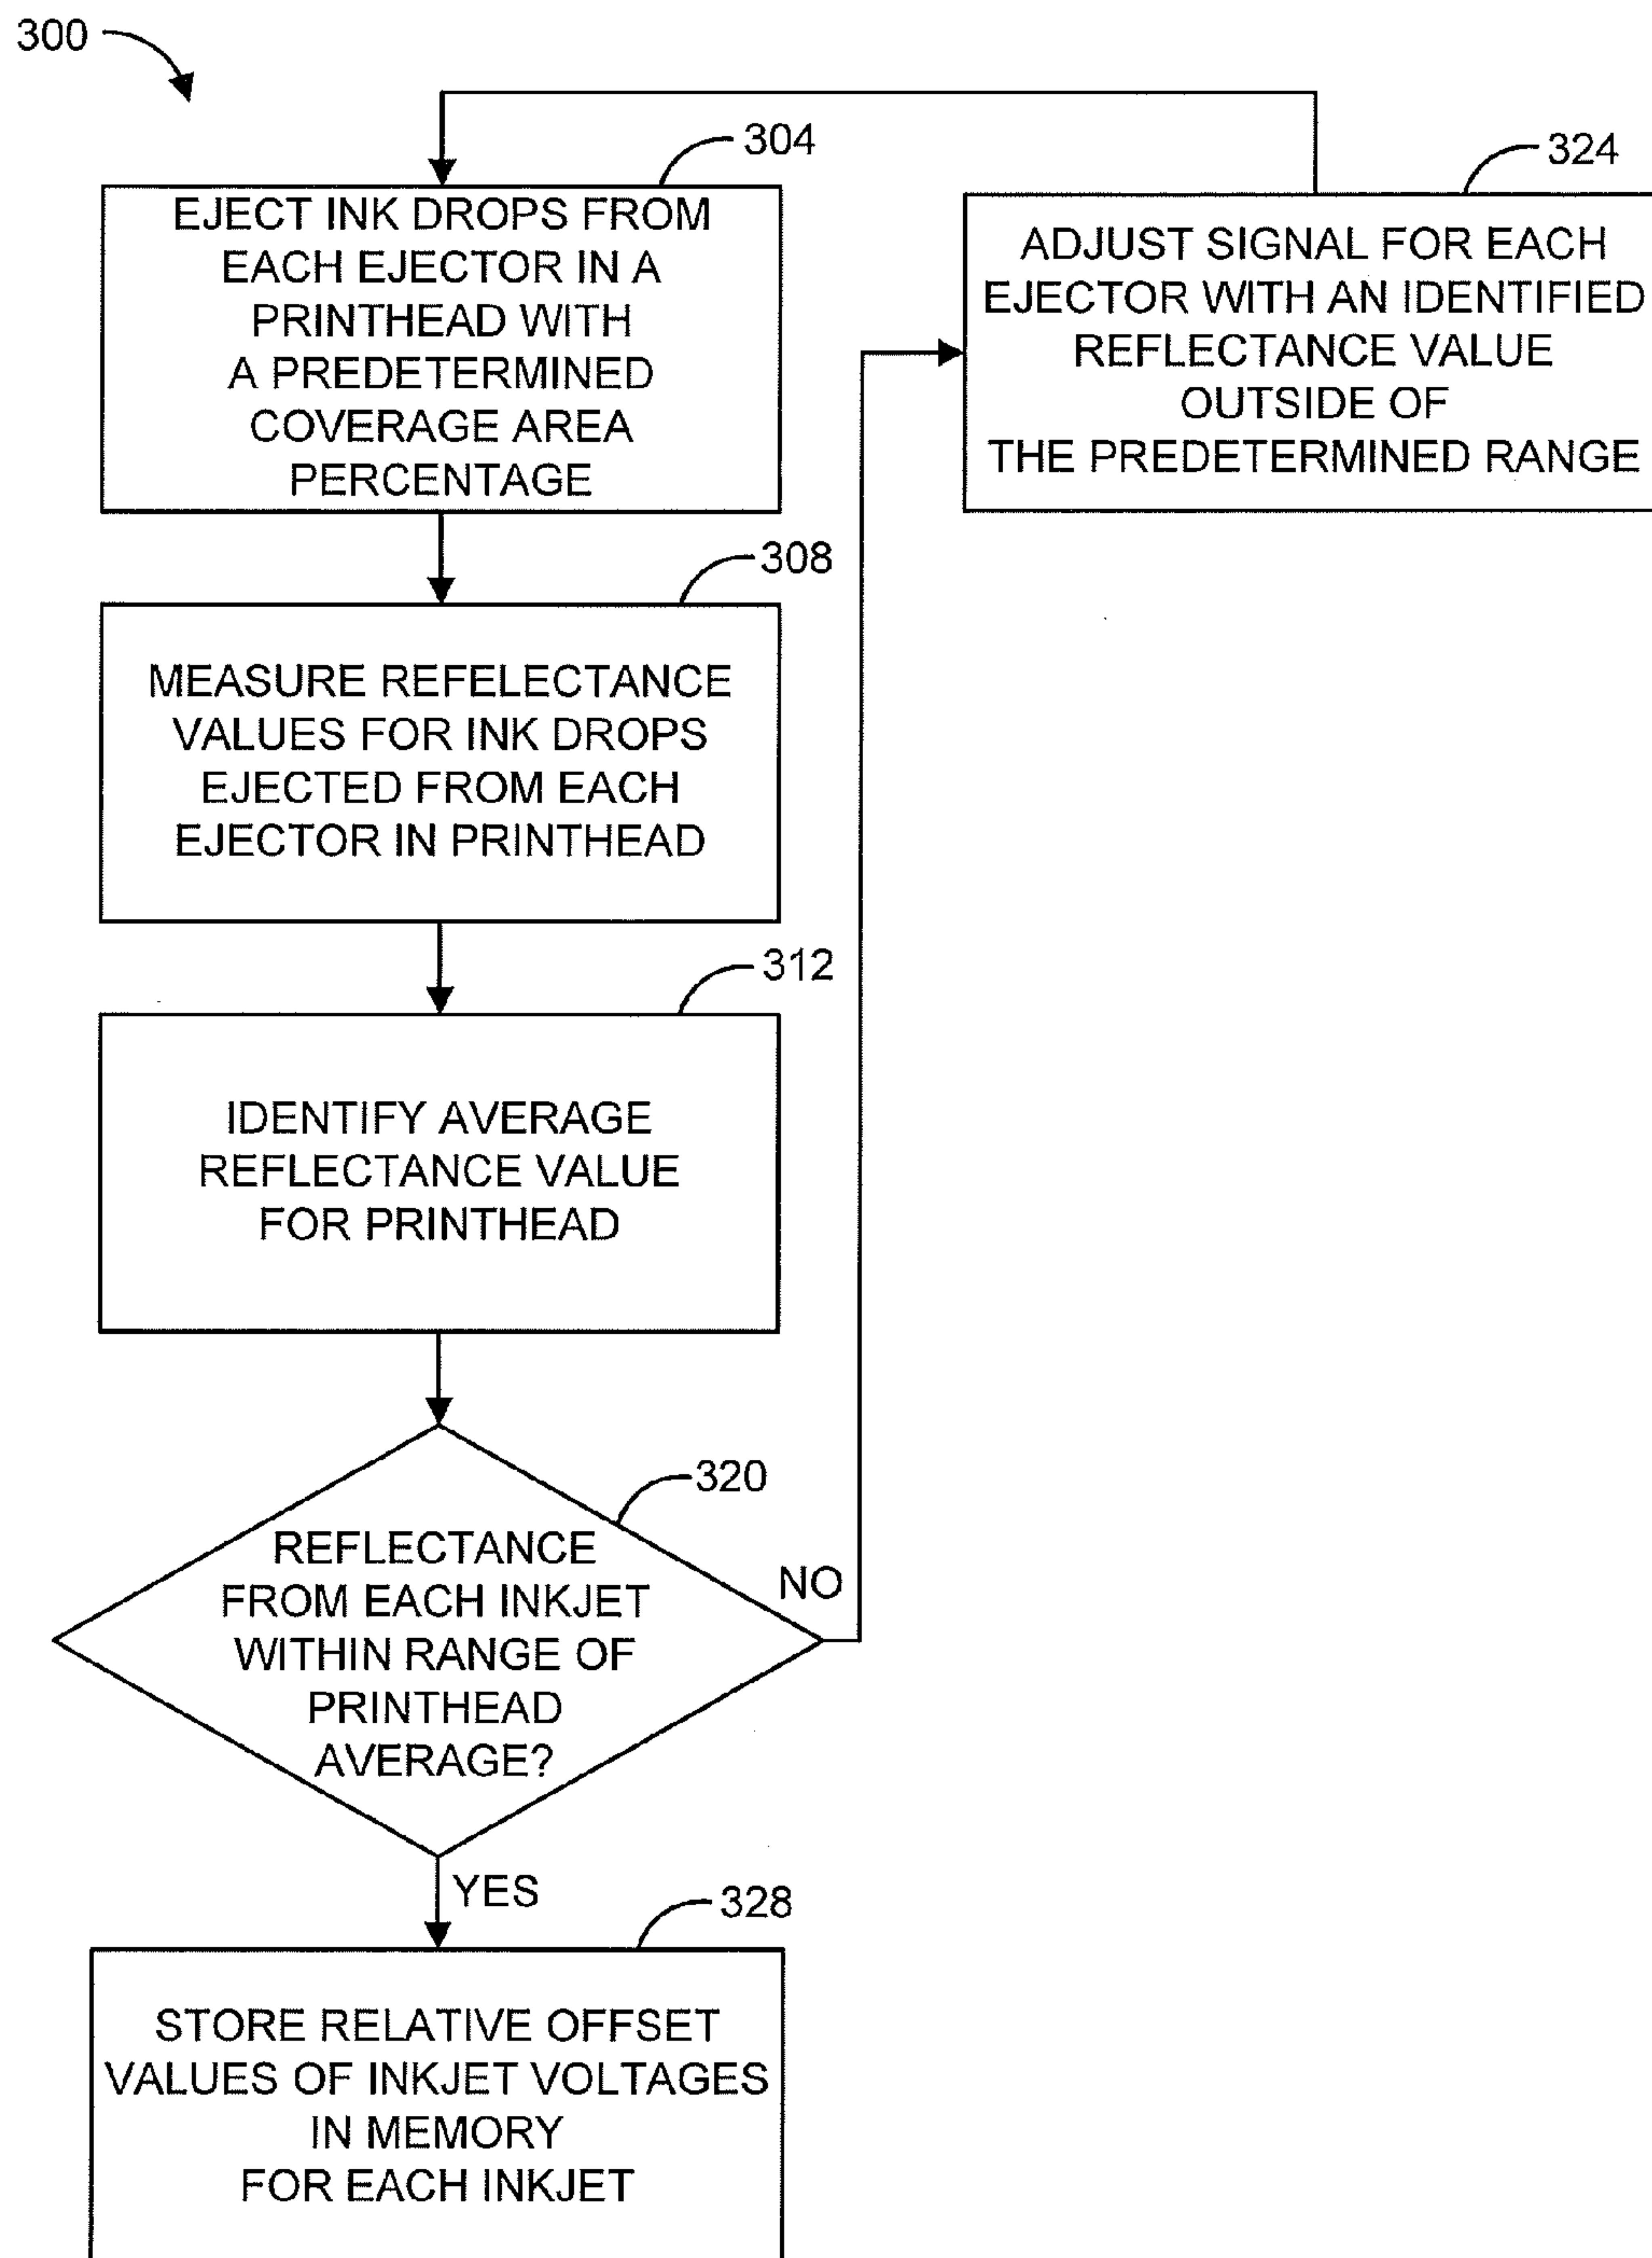 300
304
EJECT INK DROPS FROM
EACH EJECTOR IN A
PRINTHEAD WITH
A PREDETERMINED
COVERAGE AREA
PERCENTAGE
324
ADJUST SIGNAL FOR EACH
EJECTOR WITH AN IDENTIFIED
REFLECTANCE VALUE
OUTSIDE OF
THE PREDETERMINED RANGE
308
MEASURE REFELECTANCE
VALUES FOR INK DROPS
EJECTED FROM EACH
EJECTOR IN PRINTHEAD
312
IDENTIFY AVERAGE
REFLECTANCE VALUE
FOR PRINTHEAD
320
REFLECTANCE
FROM EACH INKJET
WITHIN RANGE OF
PRINTHEAD
AVERAGE?
NO
YES
328
STORE RELATIVE OFFSET
VALUES OF INKJET VOLTAGES
IN MEMORY
FOR EACH INKJET